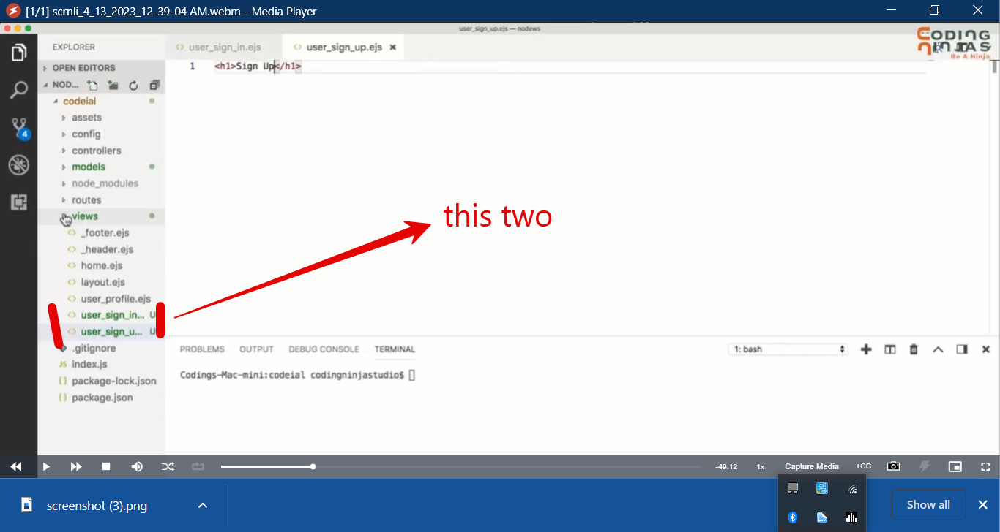 [1/1] scrnli_4_13_2023_12-39-04 AM.webm - Media Player
user_sign_up.ejs — nodews
EXPLORER
user_sign_in.ejs
user_sign_up.ejs
CODING
NINJAS
Be A Ninja
OPEN EDITORS
NOD...
1 <h1>Sign Up</h1>
codeial
assets
config
controllers
4
models
node_modules
routes
views
this two
_footer.ejs
_header.ejs
home.ejs
layout.ejs
user_profile.ejs
user_sign_in... U
user_sign_u... U
.gitignore
JS index.js
{} package-lock.json
{} package.json
PROBLEMS OUTPUT DEBUG CONSOLE TERMINAL
1: bash
Codings-Mac-mini:codeial codingninjastudio$
-49:12 1x Capture Media +CC
screenshot (3).png
Show all